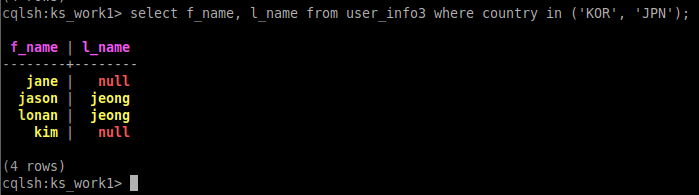 cqlsh:ks_work1> select f_name, l_name from user_info3 where country in ('KOR', 'JPN');
f_name | l_name
--------+--------
jane | null
jason | jeong
lonan | jeong
kim | null
(4 rows)
cqlsh:ks_work1>